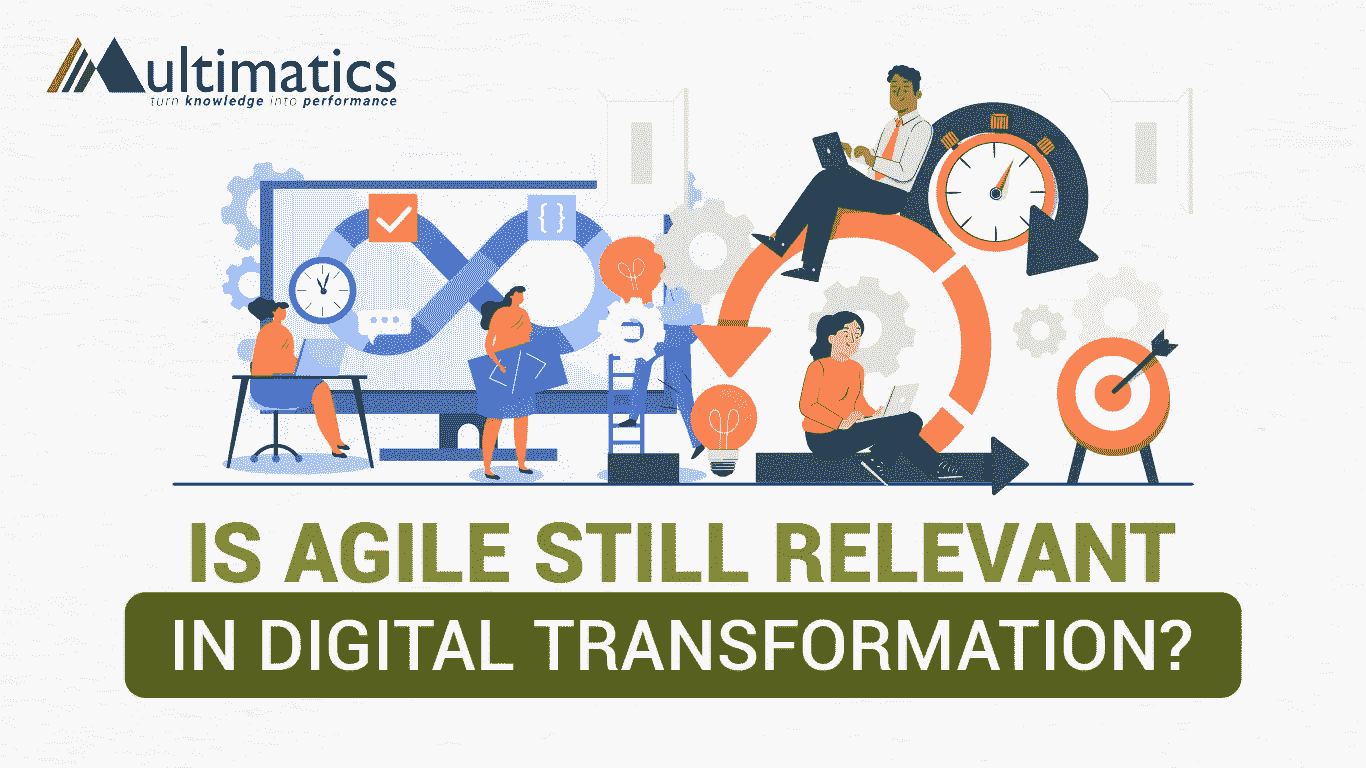 Multimatics
turn knowledge into performance
{ }
</>
IS AGILE STILL RELEVANT
IN DIGITAL TRANSFORMATION?